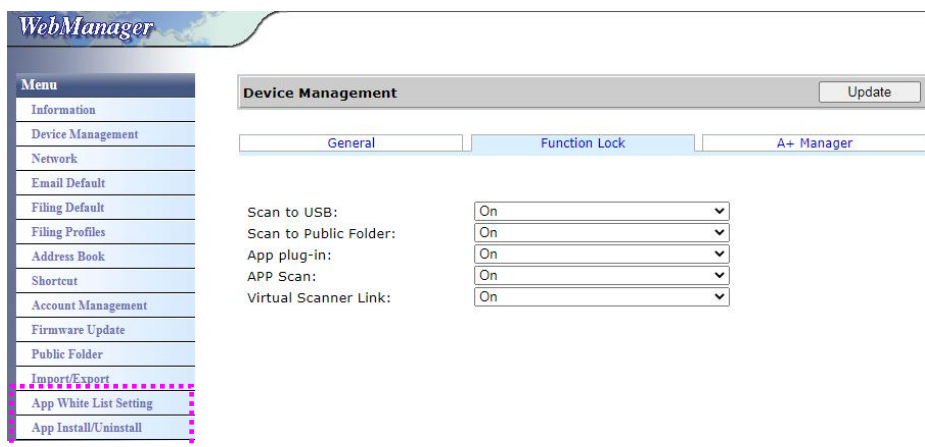 WebManager
Menu
Information
Device Management
Network
Email Default
Filing Default
Filing Profiles
Address Book
Shortcut
Account Management
Firmware Update
Public Folder
Import/Export
App White List Setting
App Install/Uninstall
Device Management Update
General Function Lock A+ Manager
Scan to USB: On
Scan to Public Folder: On
App plug-in: On
APP Scan: On
Virtual Scanner Link: On